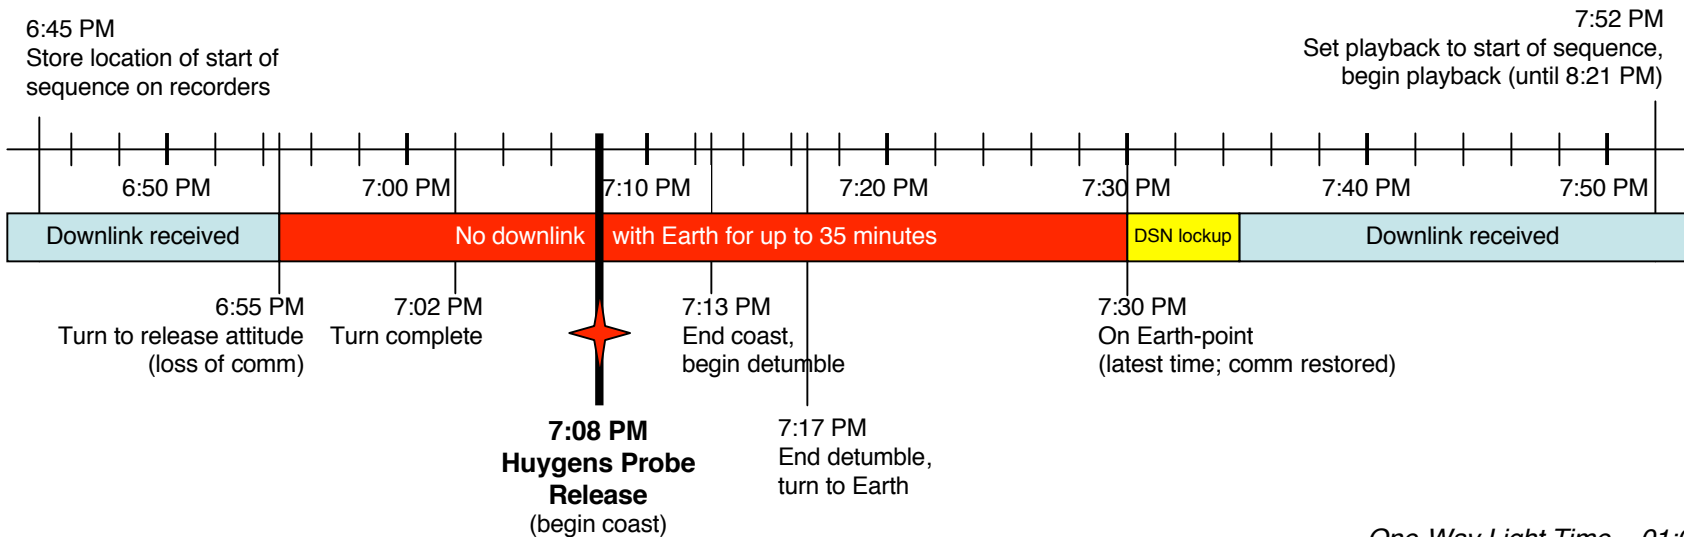 6:45 PM
Store location of start of
sequence on recorders
7:52 PM
Set playback to start of sequence,
begin playback (until 8:21 PM)
6:50 PM
7:00 PM
7:10 PM
7:20 PM
7:30 PM
7:40 PM
7:50 PM
Downlink received
No downlink with Earth for up to 35 minutes
DSN lockup
Downlink received
6:55 PM
Turn to release attitude
(loss of comm)
7:02 PM
Turn complete
7:13 PM
End coast,
begin detumble
7:30 PM
On Earth-point
(latest time; comm restored)
7:08 PM
Huygens Probe
Release
(begin coast)
7:17 PM
End detumble,
turn to Earth
One-Way Light Time